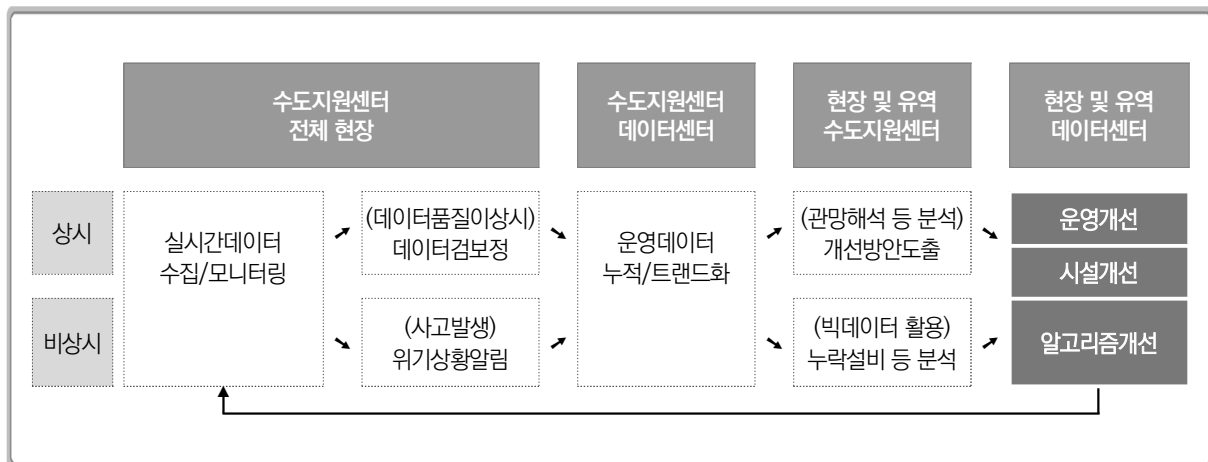 수도지원센터
전체 현장
수도지원센터
데이터센터
현장 및 유역
수도지원센터
현장 및 유역
데이터센터
상시
비상시
실시간데이터
수집/모니터링
(데이터품질이상시)
데이터검보정
(사고발생)
위기상황알림
운영데이터
누적/트랜드화
(관망해석 등 분석)
개선방안도출
(빅데이터 활용)
누락설비 등 분석
운영개선
시설개선
알고리즘개선